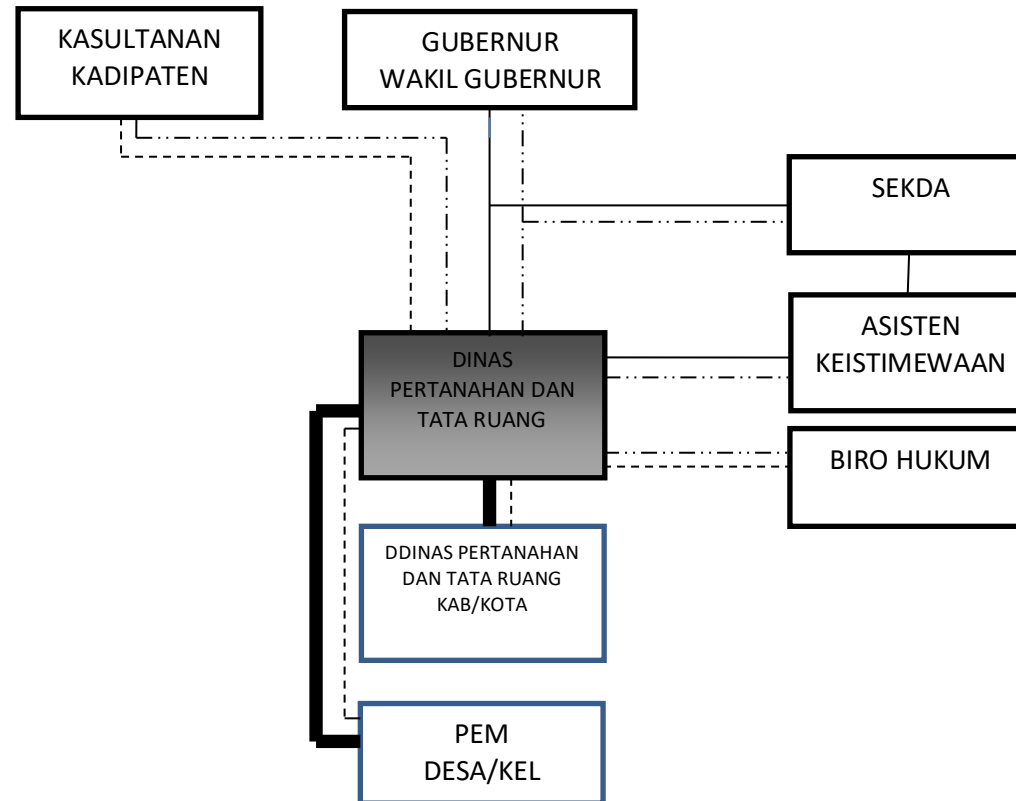 KASULTANAN
KADIPATEN
GUBERNUR
WAKIL GUBERNUR
SEKDA
ASISTEN
KEISTIMEWAAN
DINAS
PERTANAHAN DAN
TATA RUANG
BIRO HUKUM
DDINAS PERTANAHAN
DAN TATA RUANG
KAB/KOTA
PEM
DESA/KEL